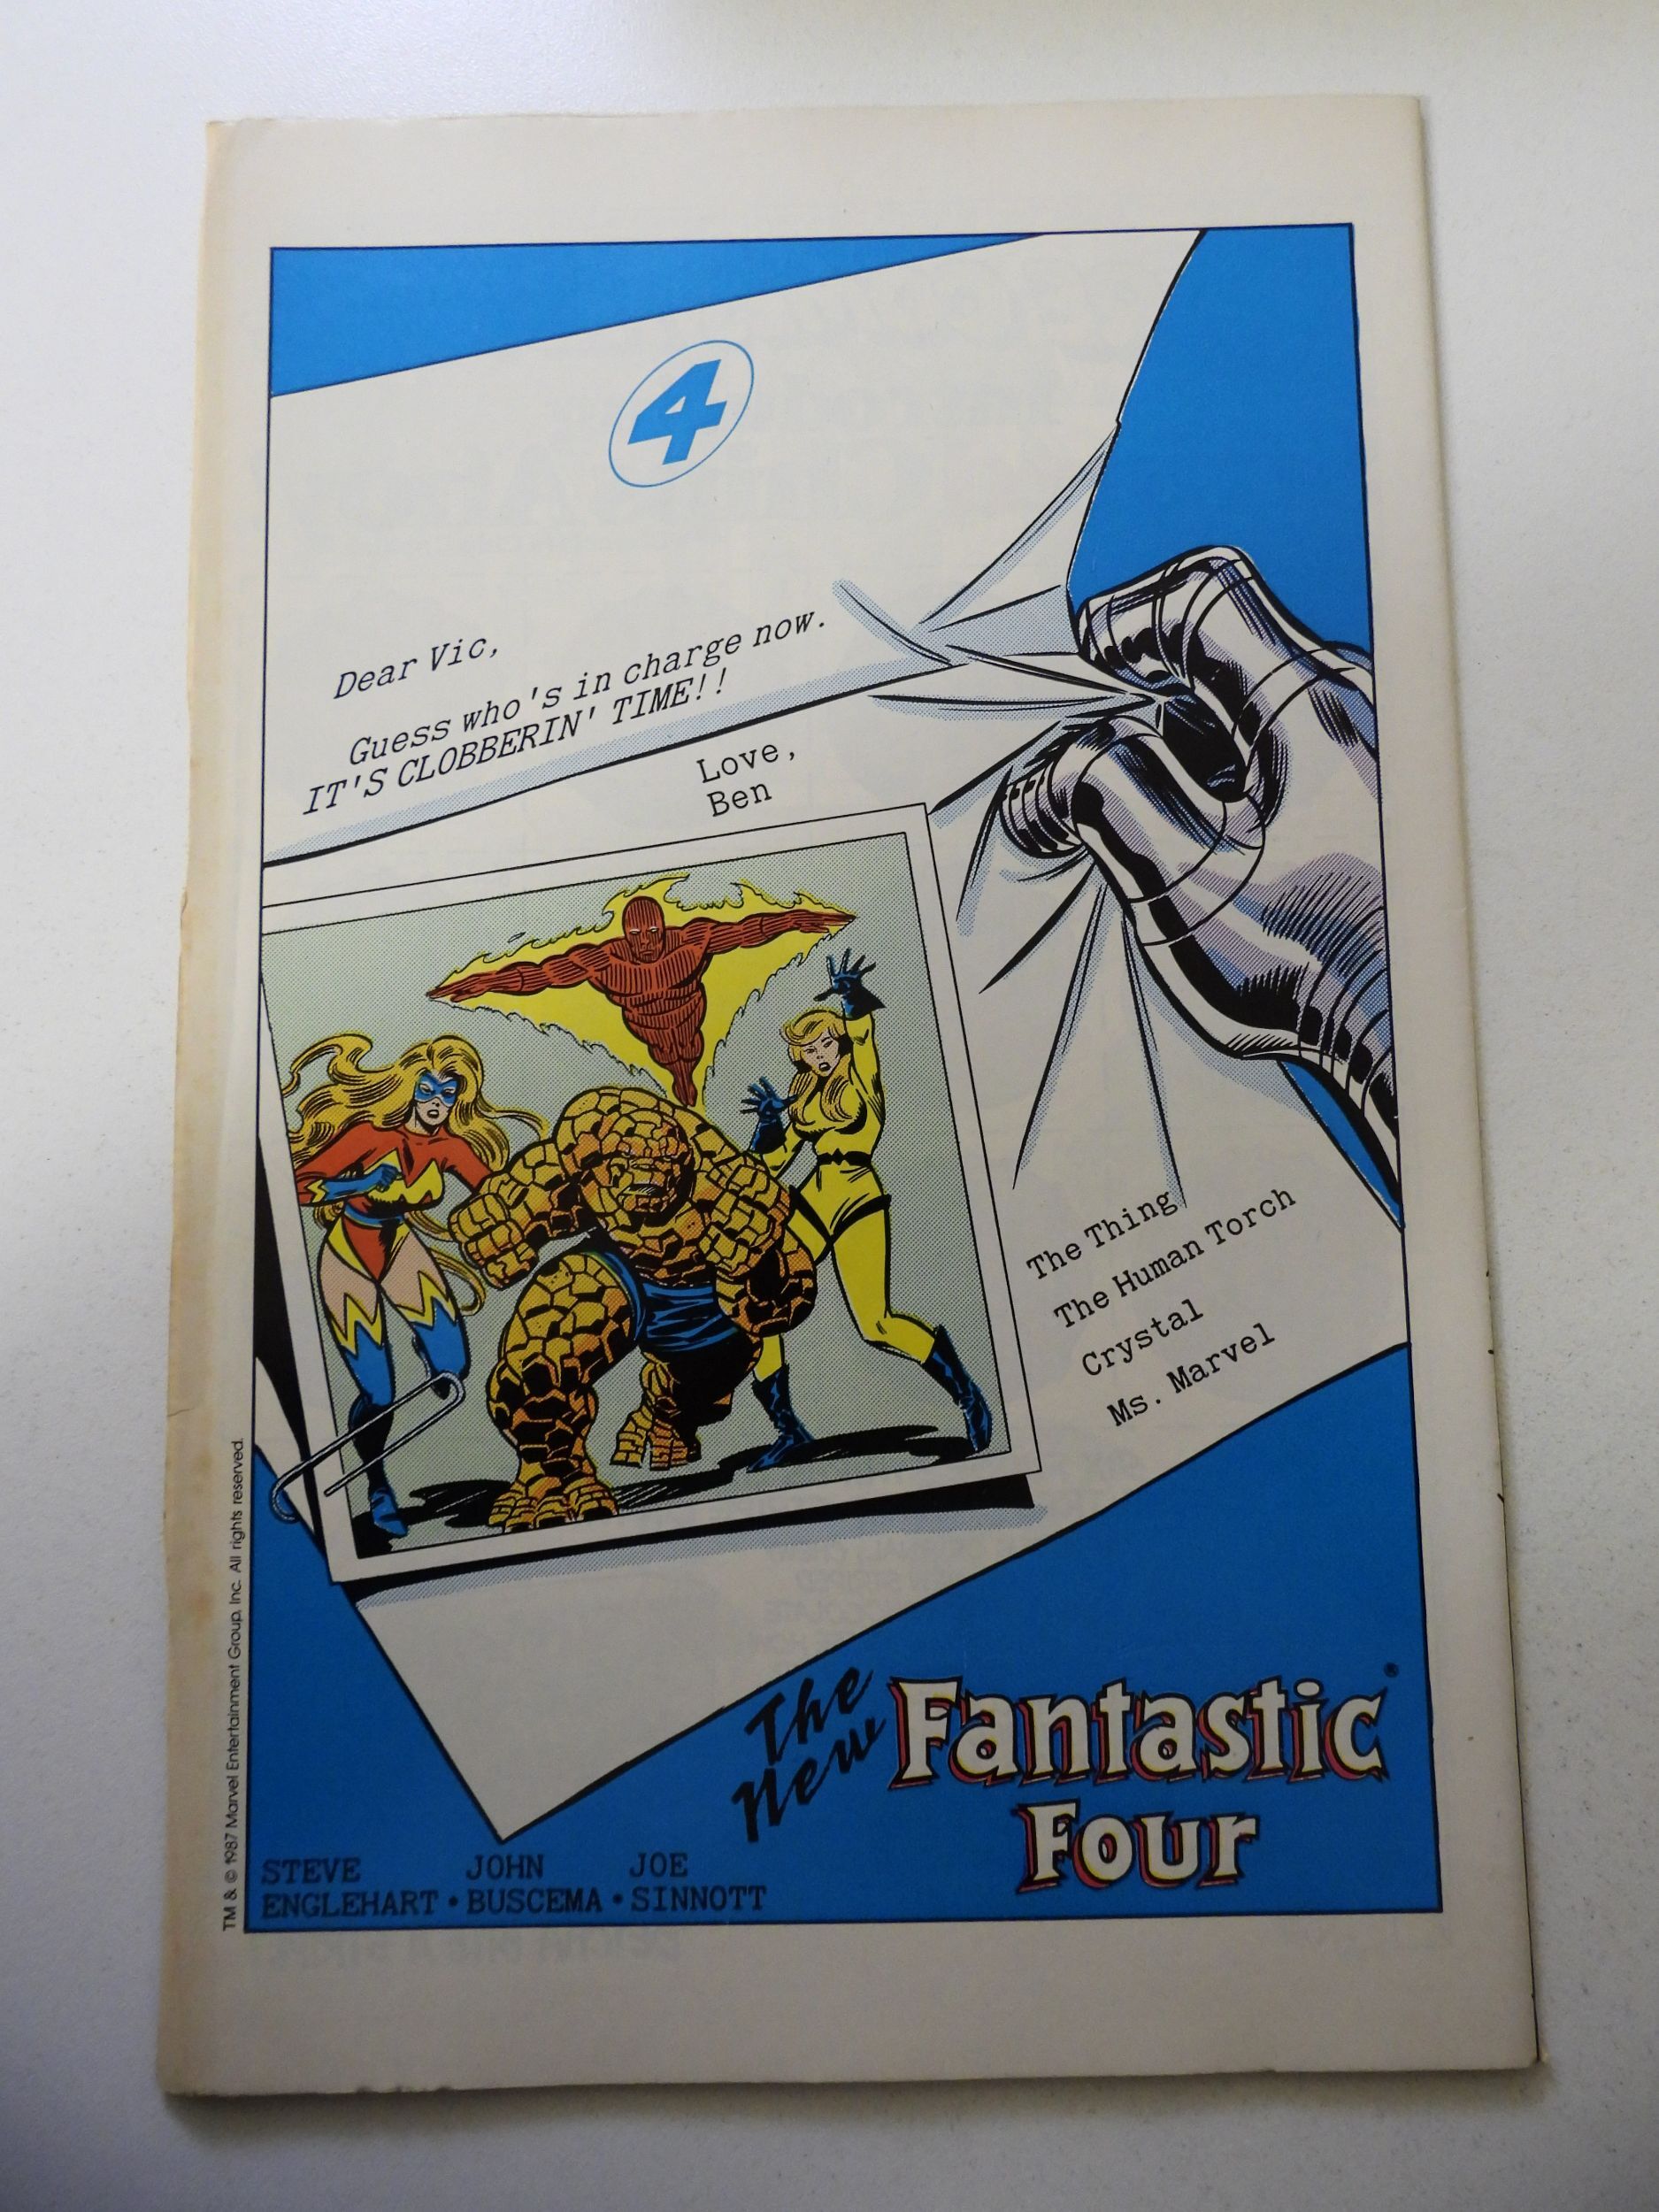 4
Dear Vic,
Guess who's in charge now.
IT'S CLOBBERIN' TIME!!
Love,
Ben
The Thing
The Human Torch
Crystal
Ms. Marvel
The New Fantastic Four
STEVE ENGLEHART • JOHN BUSCEMA • JOE SINNOTT
TM & © 1987 Marvel Entertainment Group, Inc. All rights reserved.